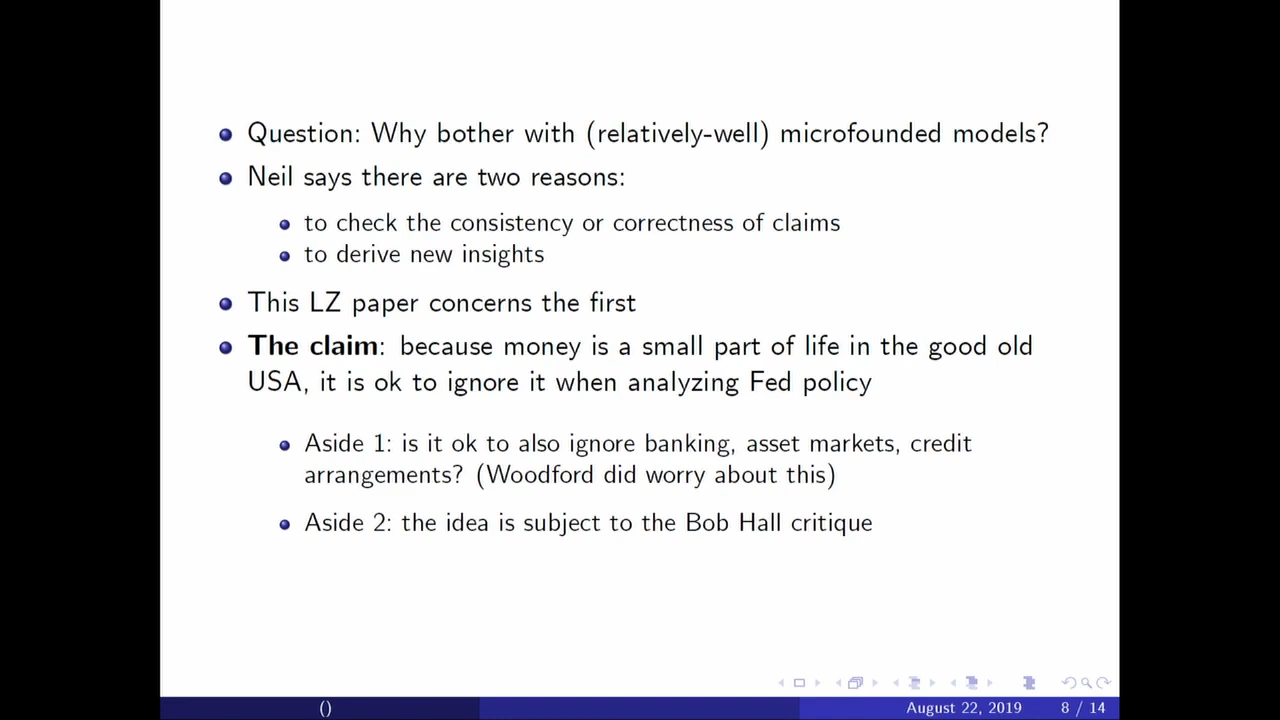 Question: Why bother with (relatively-well) microfounded models?
Neil says there are two reasons:
to check the consistency or correctness of claims
to derive new insights
This LZ paper concerns the first
The claim: because money is a small part of life in the good old
USA, it is ok to ignore it when analyzing Fed policy
Aside 1: is it ok to also ignore banking, asset markets, credit
arrangements? (Woodford did worry about this)
Aside 2: the idea is subject to the Bob Hall critique
() August 22, 2019 8 / 14